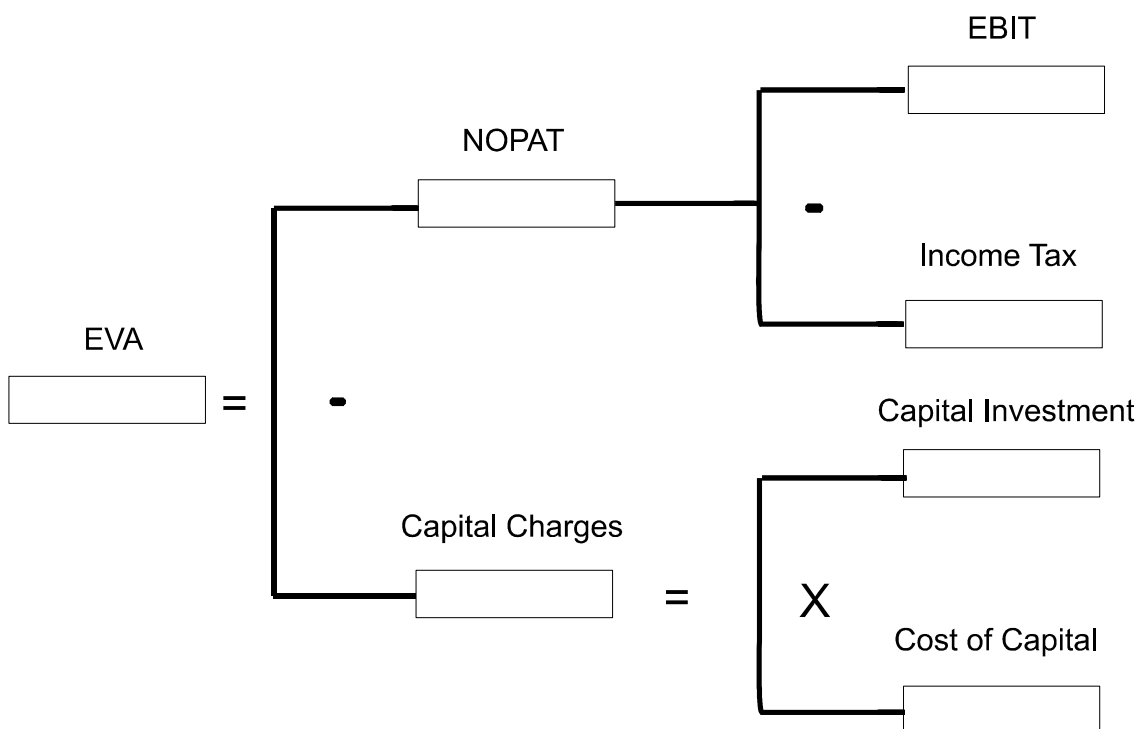 EBIT
NOPAT
-
Income Tax
EVA
=
-
Capital Investment
Capital Charges
=
X
Cost of Capital